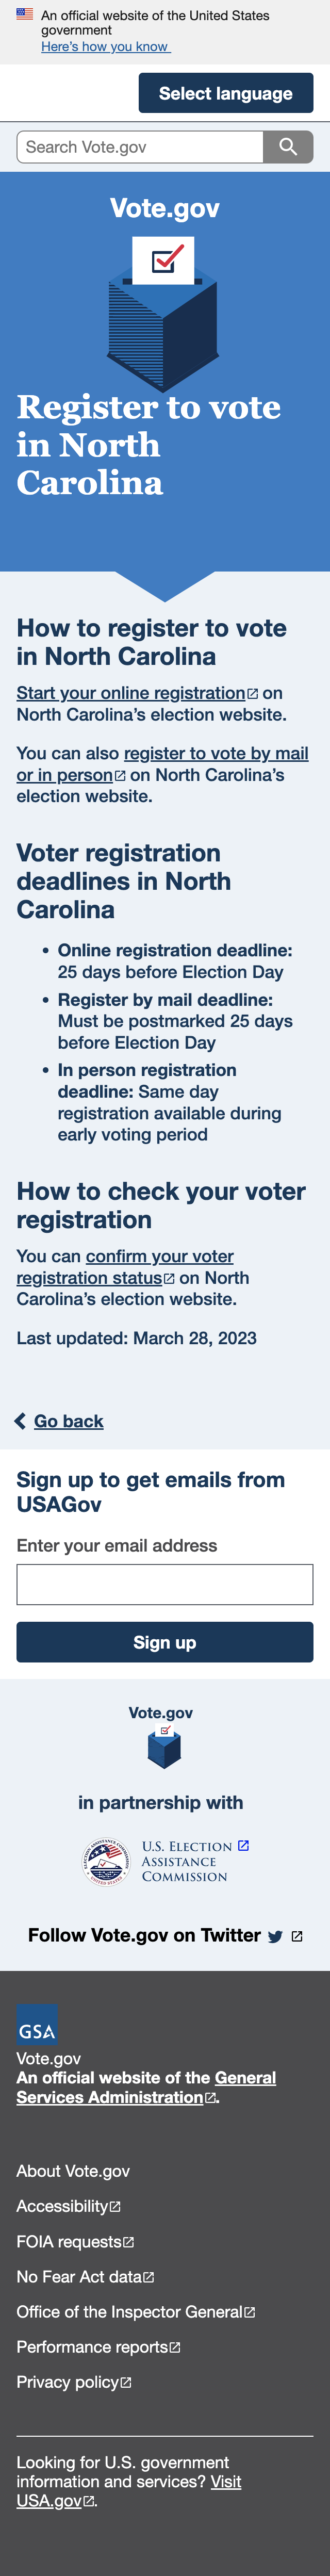 An official website of the United States
government
Here's how you know
Select language
Search Vote.gov
Vote.gov
Register to vote
in North
Carolina
How to register to vote
in North Carolina
Start your online registration on
North Carolina's election website.
You can also register to vote by mail
or in person on North Carolina's
election website.
Voter registration
deadlines in North
Carolina
• Online registration deadline:
25 days before Election Day
• Register by mail deadline:
Must be postmarked 25 days
before Election Day
• In person registration
deadline: Same day
registration available during
early voting period
How to check your voter
registration
You can confirm your voter
registration status on North
Carolina's election website.
Last updated: March 28, 2023
Go back
Sign up to get emails from
USAGov
Enter your email address
Sign up
Vote.gov
in partnership with
U.S. Election
Assistance
Commission
Follow Vote.gov on Twitter
GSA
Vote.gov
An official website of the General
Services Administration.
About Vote.gov
Accessibility
FOIA requests
No Fear Act data
Office of the Inspector General
Performance reports
Privacy policy
Looking for U.S. government
information and services? Visit
USA.gov.